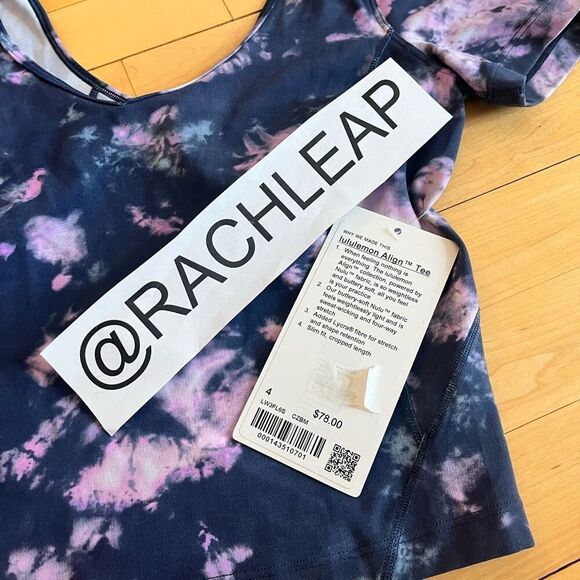 @RACHLEAP
WHY WE MADE THIS
lululemon Align™ Tee
1. When feeling nothing is
everything. The lululemon
Align™ collection, powered by
Nulu™ fabric, is so weightless
and buttery soft, all you feel
is your practice
2. Our buttery-soft Nulu™ fabric
feels weightlessly light and is
sweat-wicking and four-way
stretch
3. Added Lycra® fibre for stretch
and shape retention
4. Slim fit, cropped length
4
$78.00
LW3FL6S CZBM
000143510701